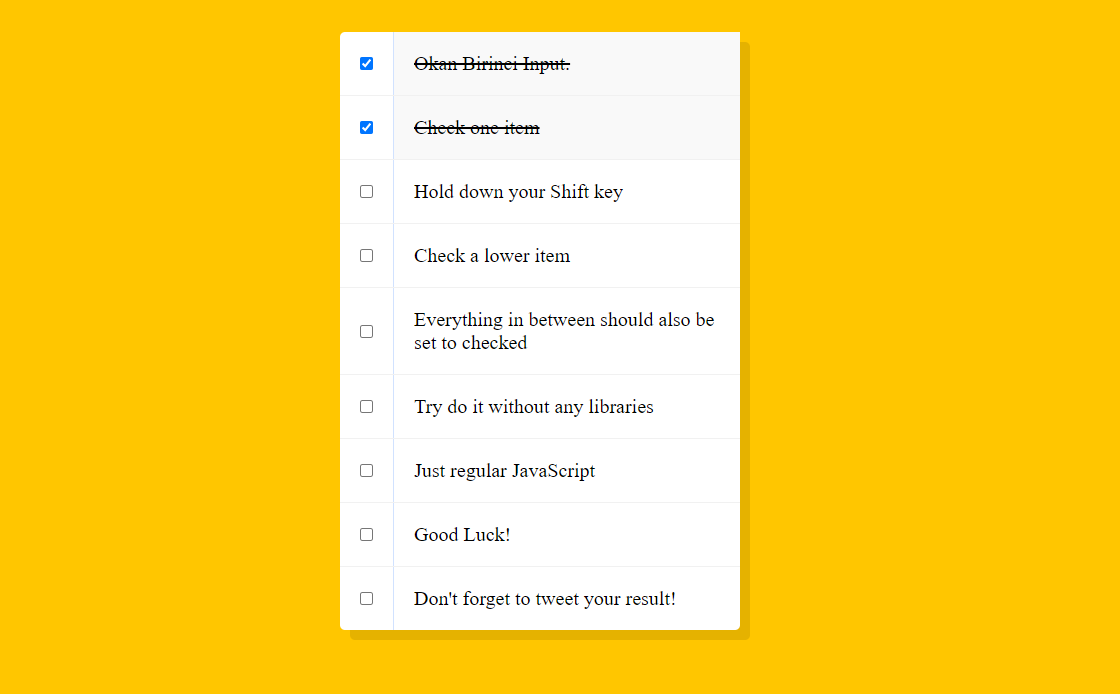 Okan Birinci Input.
Check one item
Hold down your Shift key
Check a lower item
Everything in between should also be
set to checked
Try do it without any libraries
Just regular JavaScript
Good Luck!
Don't forget to tweet your result!